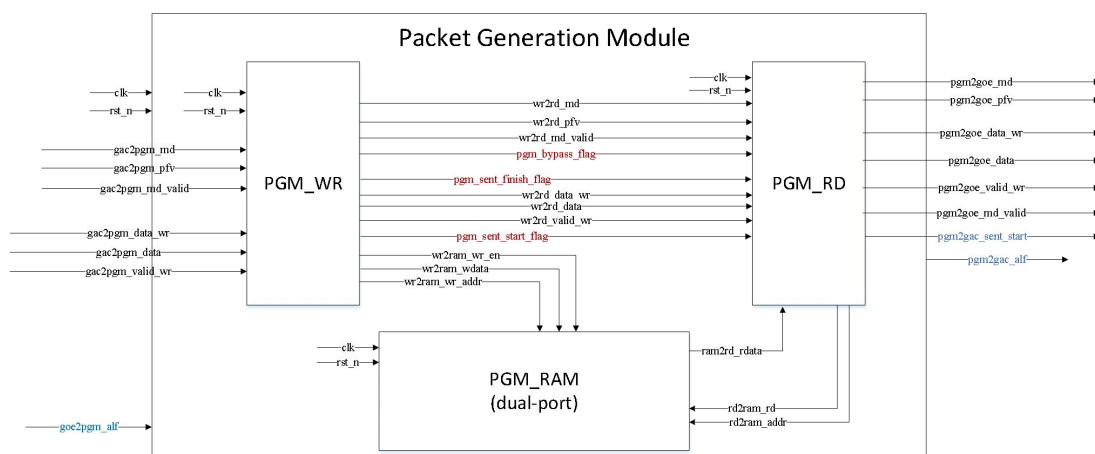 Packet Generation Module
clk
rst_n
gac2pgm_md
gac2pgm_pfv
gac2pgm_md_valid
gac2pgm_data_wr
gac2pgm_data
gac2pgm_valid_wr
goe2pgm_alf
clk
rst_n
PGM_WR
wr2rd_md
wr2rd_pfv
wr2rd_md_valid
pgm_bypass_flag
pgm_sent_finish_flag
wr2rd_data_wr
wr2rd_data
wr2rd_valid_wr
pgm_sent_start_flag
wr2ram_wr_en
wr2ram_wdata
wr2ram_wr_addr
clk
rst_n
PGM_RD
pgm2goe_md
pgm2goe_pfv
pgm2goe_data_wr
pgm2goe_data
pgm2goe_valid_wr
pgm2goe_md_valid
pgm2gac_sent_start
pgm2gac_alf
clk
rst_n
PGM_RAM
(dual-port)
ram2rd_rdata
rd2ram_rd
rd2ram_addr